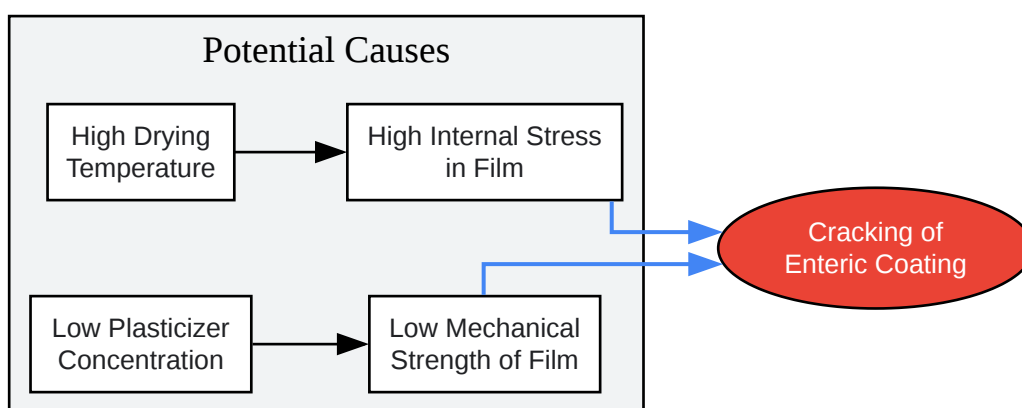 Potential Causes
High Drying
Temperature
High Internal Stress
in Film
Cracking of
Enteric Coating
Low Plasticizer
Concentration
Low Mechanical
Strength of Film